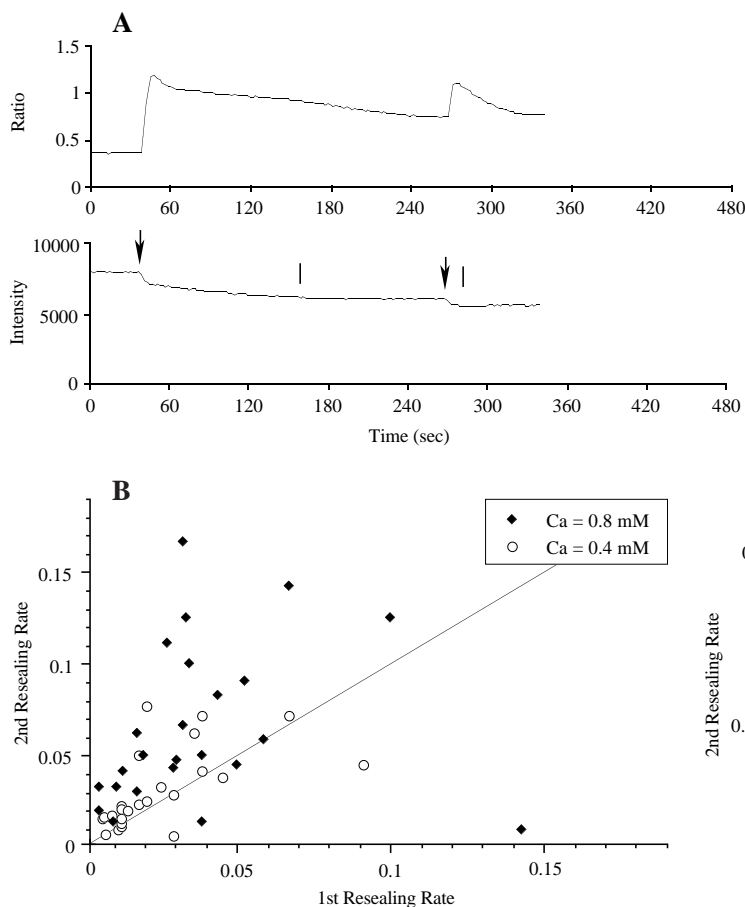 A
1.5
1
0.5
0
Ratio
0 60 120 180 240 300 360 420 480
10000
5000
0
Intensity
0 60 120 180 240 300 360 420 480
Time (sec)
B
Ca = 0.8 mM
Ca = 0.4 mM
0.15
0.1
0.05
0
2nd Resealing Rate
0 0.05 0.1 0.15
1st Resealing Rate
0
2nd Resealing Rate
0.